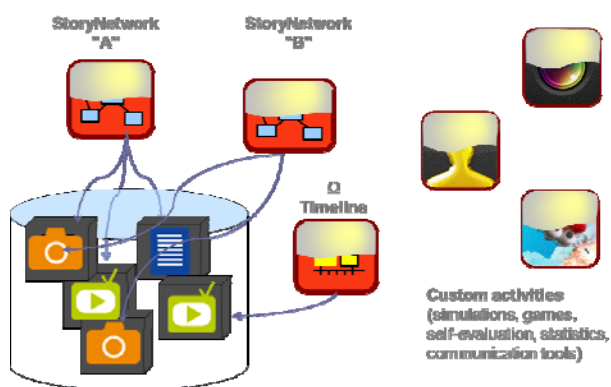 StoryNetwork
"A"
StoryNetwork
"B"
Ω
Timeline
Custom activities
(simulations, games,
self-evaluation, statistics,
communication tools)